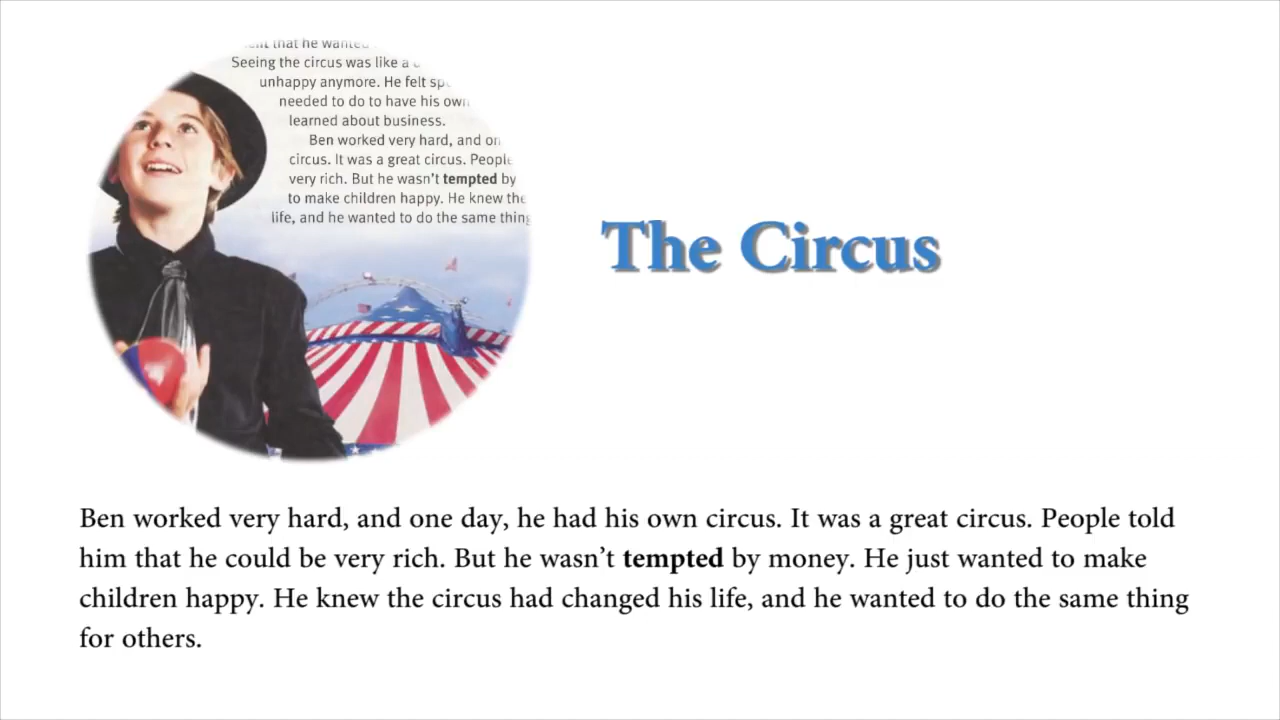 that he wanted
Seeing the circus was like a
unhappy anymore. He felt
needed to do to have his own
learned about business.
Ben worked very hard, and
circus. It was a great circus. People
very rich. But he wasn't tempted by
to make children happy. He knew the
life, and he wanted to do the same thing
The Circus
Ben worked very hard, and one day, he had his own circus. It was a great circus. People told
him that he could be very rich. But he wasn’t tempted by money. He just wanted to make
children happy. He knew the circus had changed his life, and he wanted to do the same thing
for others.